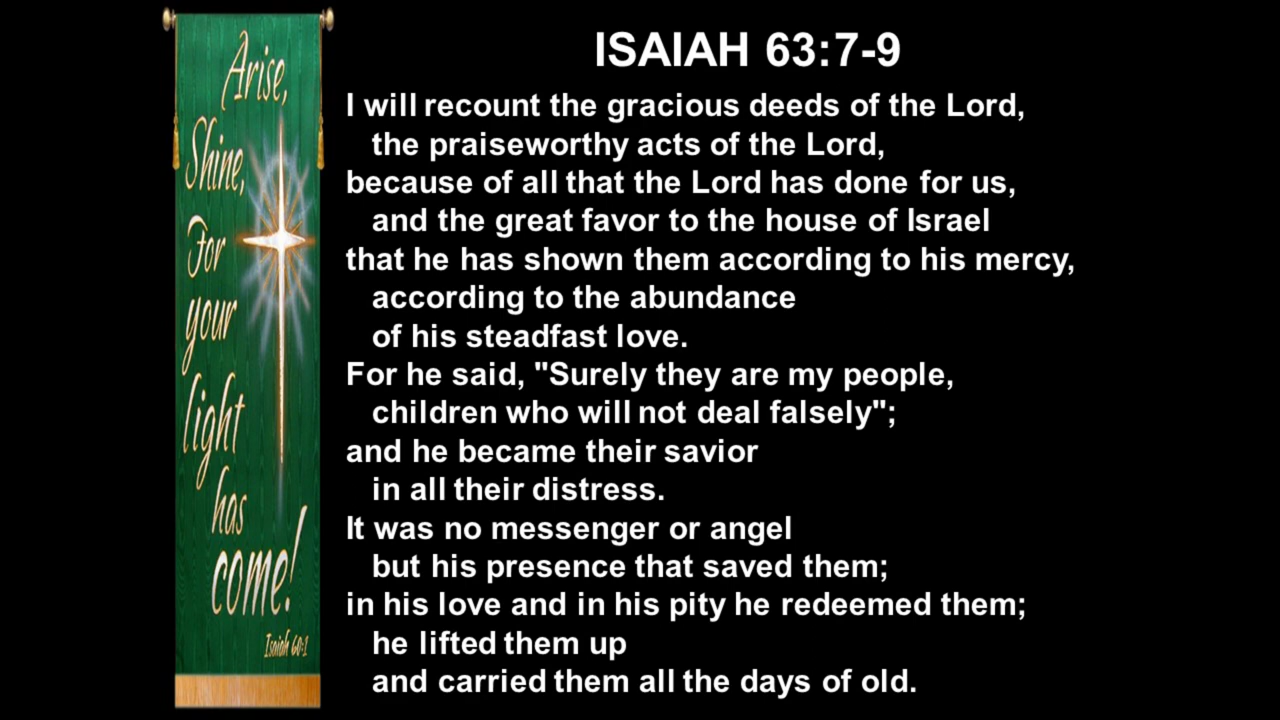 Arise,
Shine,
For
your
light
has
come!
Isaiah 60:1
ISAIAH 63:7-9
I will recount the gracious deeds of the Lord,
the praiseworthy acts of the Lord,
because of all that the Lord has done for us,
and the great favor to the house of Israel
that he has shown them according to his mercy,
according to the abundance
of his steadfast love.
For he said, "Surely they are my people,
children who will not deal falsely";
and he became their savior
in all their distress.
It was no messenger or angel
but his presence that saved them;
in his love and in his pity he redeemed them;
he lifted them up
and carried them all the days of old.